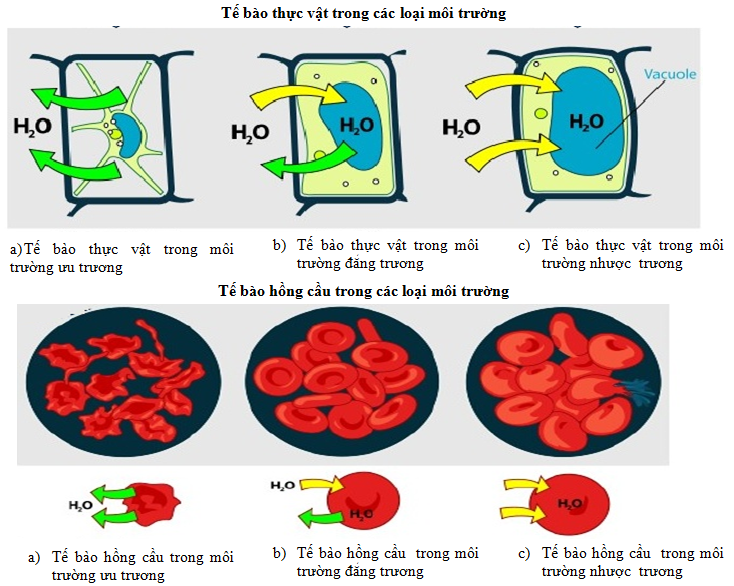 Tế bào thực vật trong các loại môi trường
H₂O
H₂O
H₂O
H₂O
H₂O
Vacuole
a)Tế bào thực vật trong môi
trường ưu trương
b) Tế bào thực vật trong môi
trường đẳng trương
c) Tế bào thực vật trong môi
trường nhược trương
Tế bào hồng cầu trong các loại môi trường
H₂O
H₂O
H₂O
H₂O
a) Tế bào hồng cầu trong môi
trường ưu trương
b) Tế bào hồng cầu trong môi
trường đẳng trương
c) Tế bào hồng cầu trong môi
trường nhược trương